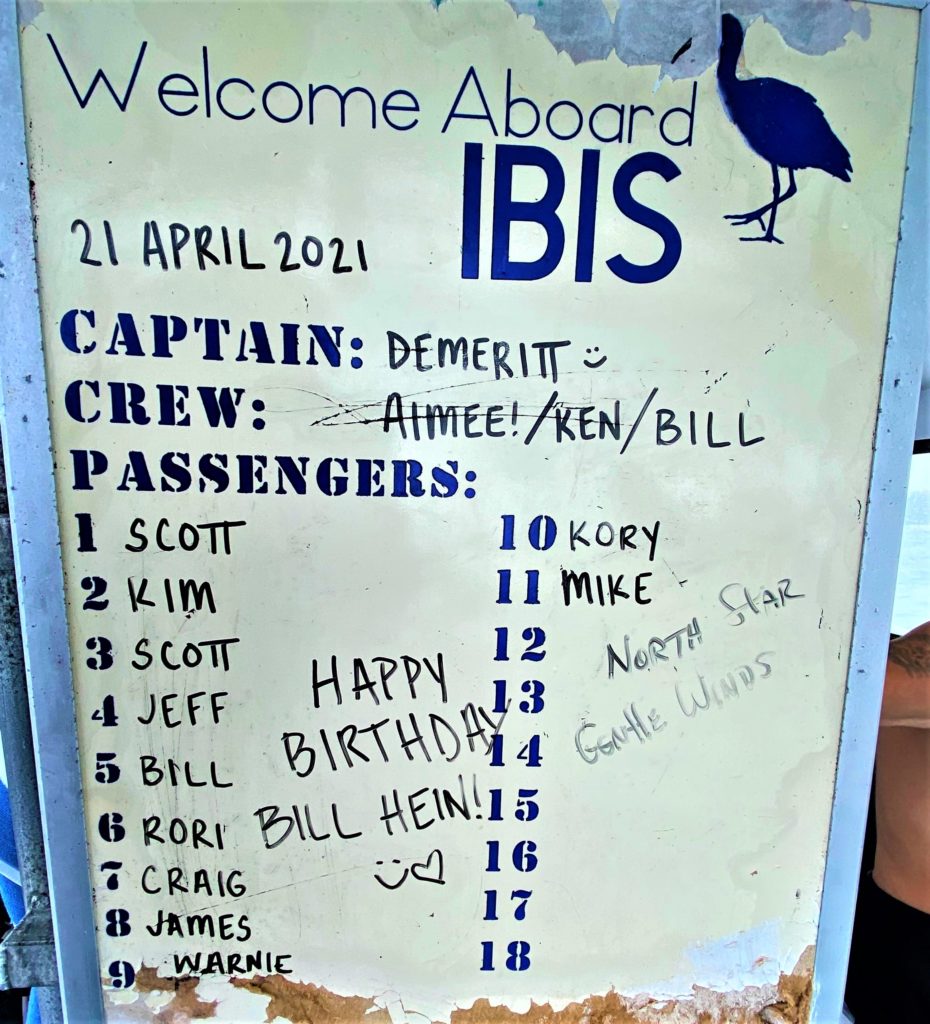 Welcome Aboard
IBIS
21 APRIL 2021
CAPTAIN: DEMERITT
CREW: AIMEE!/KEN/BILL
PASSENGERS:
1 SCOTT
2 KIM
3 SCOTT
4 JEFF
5 BILL
6 RORI
7 CRAIG
8 JAMES
9 WARNIE
HAPPY
BIRTHDAY
BILL HEIN!
10 KORY
11 MIKE
12
13
14
15
16
17
18
NORTH STAR
GENTLE WINDS